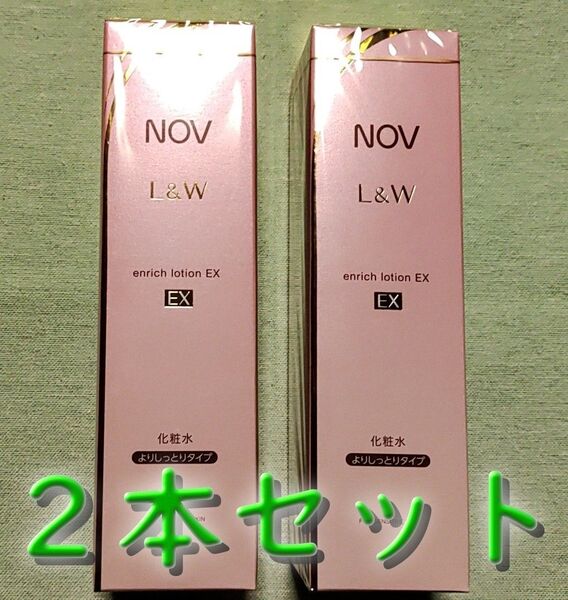 NOV
L&W
enrich lotion EX
EX
化粧水
よりしっとりタイプ
NOV
L&W
enrich lotion EX
EX
化粧水
よりしっとりタイプ
2本セット